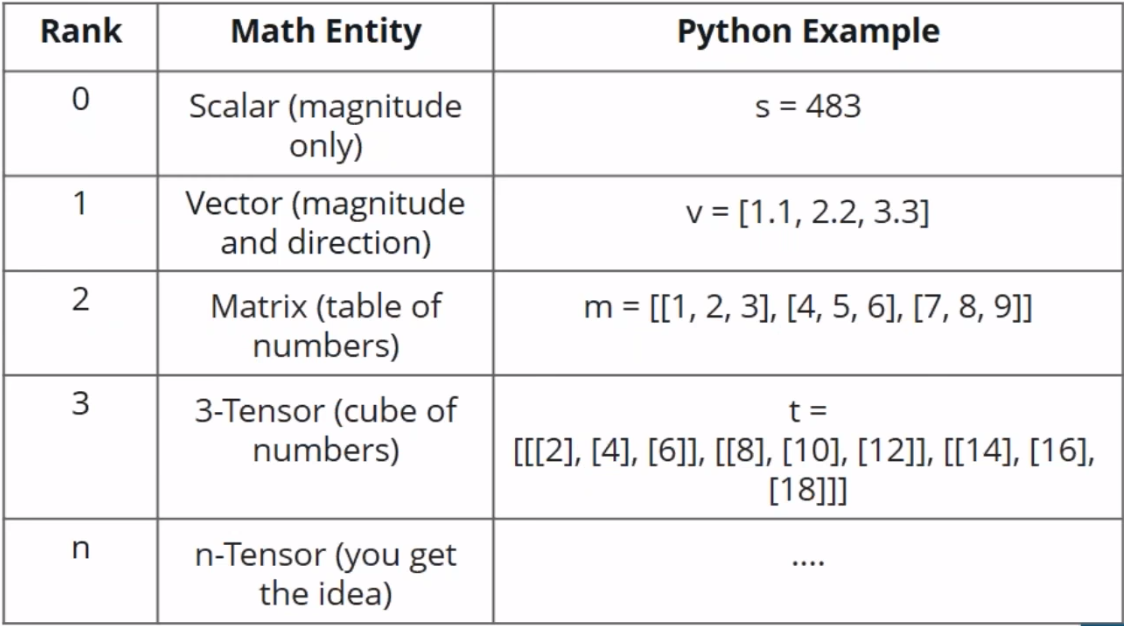 Rank Math Entity Python Example
0 Scalar (magnitude only) s = 483
1 Vector (magnitude and direction) v = [1.1, 2.2, 3.3]
2 Matrix (table of numbers) m = [[1, 2, 3], [4, 5, 6], [7, 8, 9]]
3 3-Tensor (cube of numbers) t = [[[2], [4], [6]], [[8], [10], [12]], [[14], [16], [18]]]
n n-Tensor (you get the idea) ....